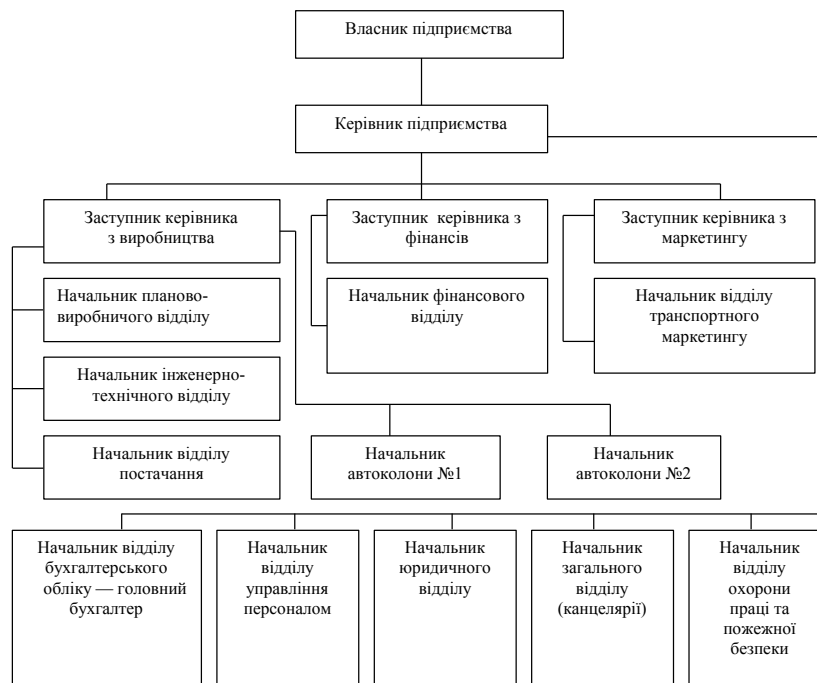 Власник підприємства
Керівник підприємства
Заступник керівника
з виробництва
Заступник керівника з
фінансів
Заступник керівника з
маркетингу
Начальник планово-
виробничого відділу
Начальник фінансового
відділу
Начальник відділу
транспортного
маркетингу
Начальник інженерно-
технічного відділу
Начальник відділу
постачання
Начальник
автоколони №1
Начальник
автоколони №2
Начальник відділу
бухгалтерського
обліку — головний
бухгалтер
Начальник
відділу
управління
персоналом
Начальник
юридичного
відділу
Начальник
загального
відділу
(канцелярії)
Начальник
відділу
охорони
праці та
пожежної
безпеки